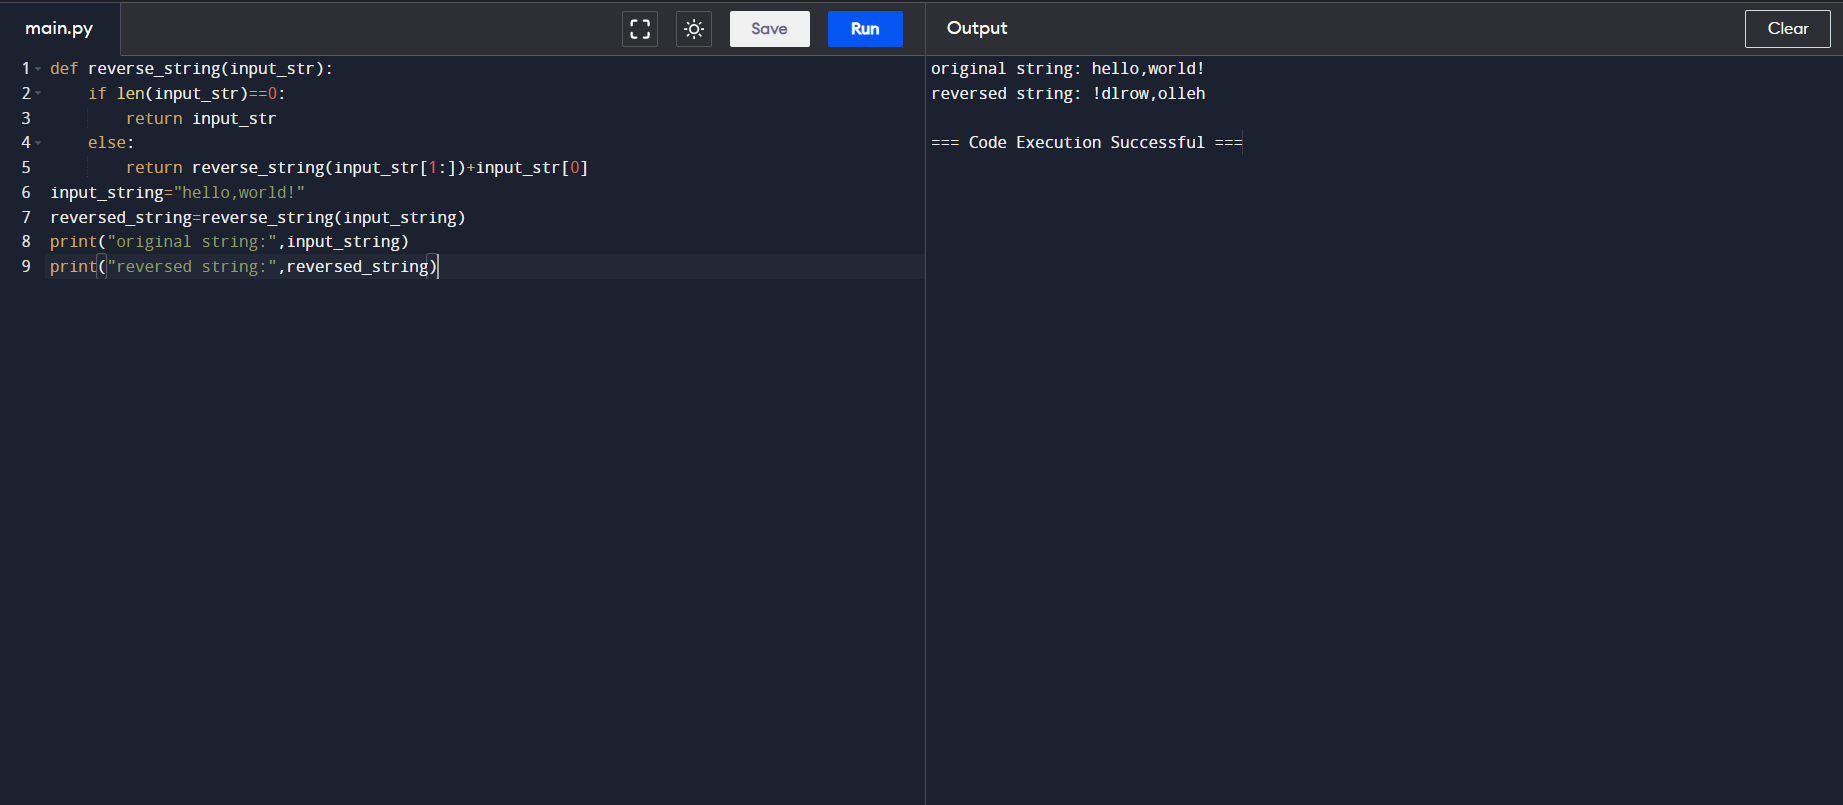 main.py
Save
Run
Output
Clear
1 def reverse_string(input_str):
2     if len(input_str)==0:
3         return input_str
4     else:
5         return reverse_string(input_str[1:])+input_str[0]
6 input_string="hello,world!"
7 reversed_string=reverse_string(input_string)
8 print("original string:",input_string)
9 print("reversed string:",reversed_string)
original string: hello,world!
reversed string: !dlrow,olleh
=== Code Execution Successful ===